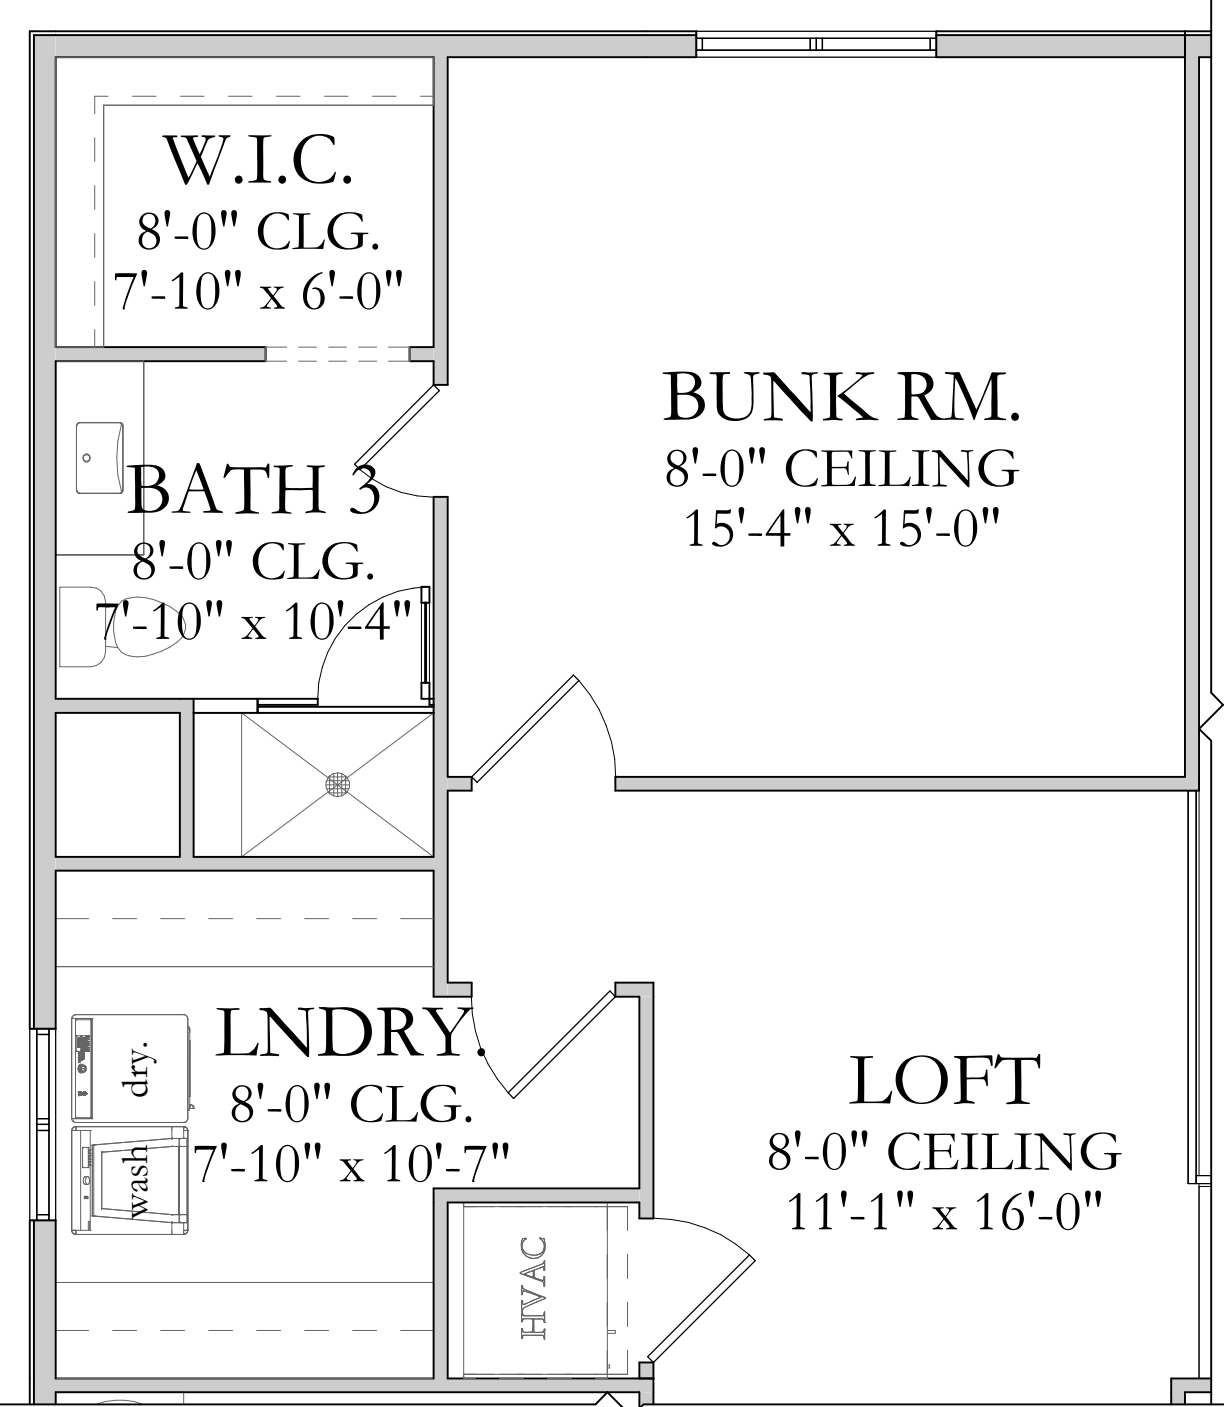 W.I.C.
8'-0" CLG.
7'-10" x 6'-0"
BUNK RM.
8'-0" CEILING
15'-4" x 15'-0"
BATH 3
8'-0" CLG.
7'-10" x 10'-4"
LNDRY.
8'-0" CLG.
7'-10" x 10'-7"
dry.
wash
LOFT
8'-0" CEILING
11'-1" x 16'-0"
HVAC